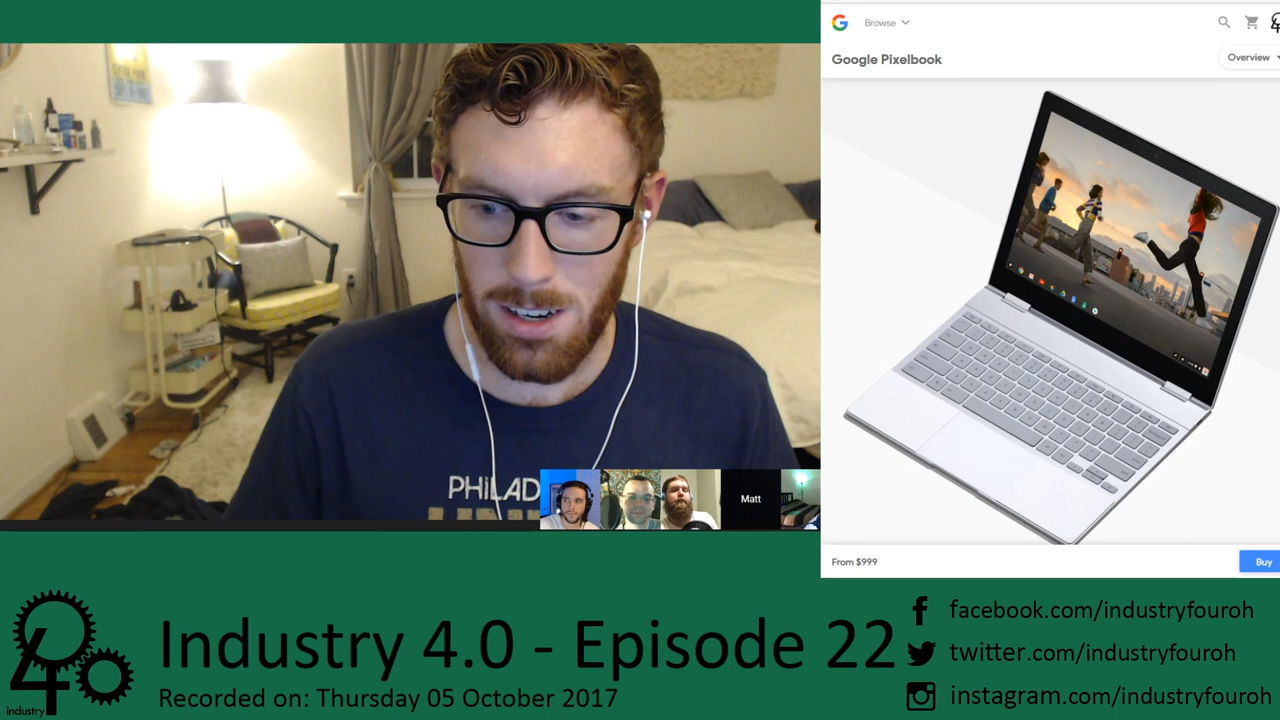 Browse
Google Pixelbook
Overview
PHILAD
Matt
From $999
Buy
Industry 4.0 - Episode 22
Recorded on: Thursday 05 October 2017
facebook.com/industryfouroh
twitter.com/industryfouroh
instagram.com/industryfouroh
40
industry